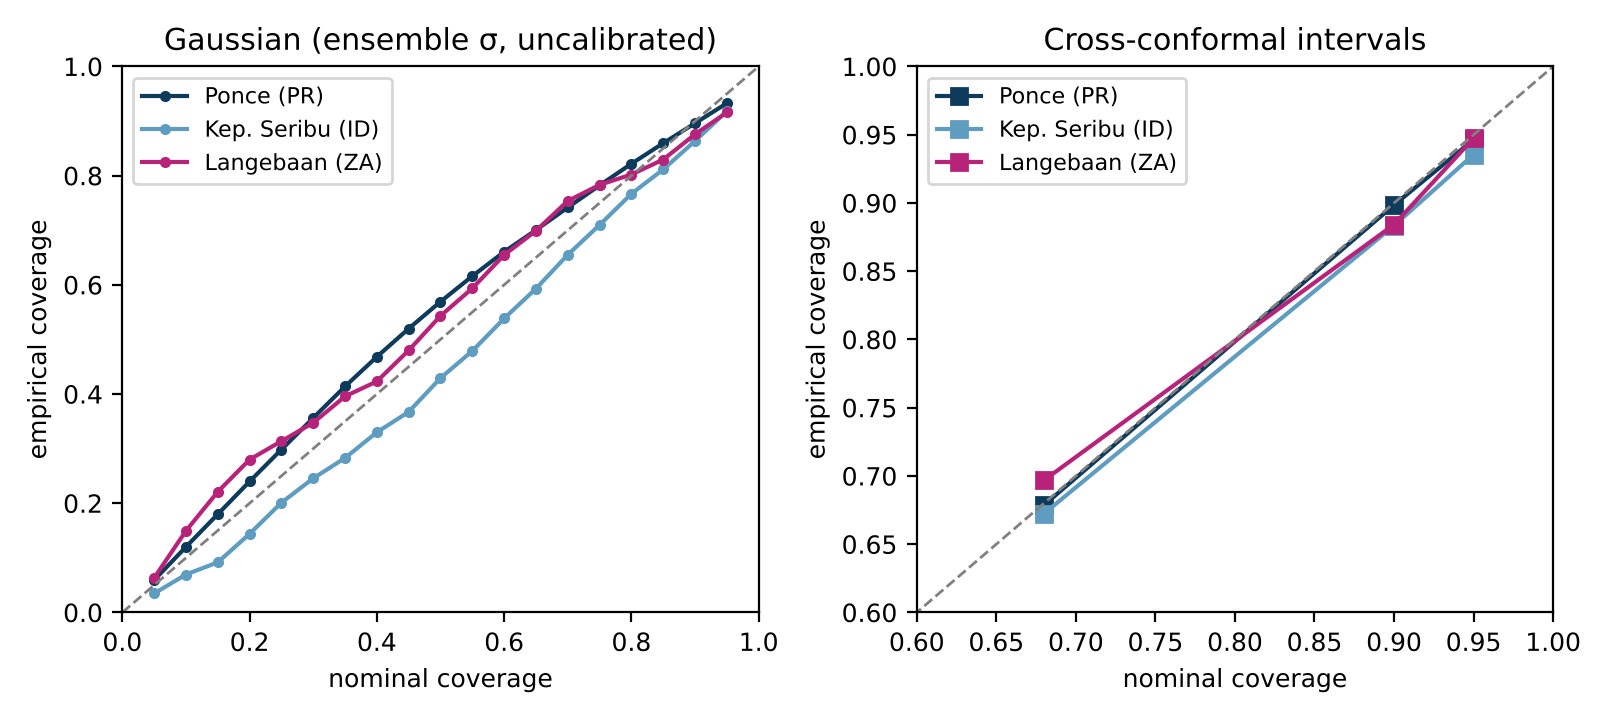 Gaussian (ensemble σ, uncalibrated)
1.0
0.8
0.6
0.4
0.2
0.0
empirical coverage
Ponce (PR)
Kep. Seribu (ID)
Langebaan (ZA)
0.0 0.2 0.4 0.6 0.8 1.0
nominal coverage
Cross-conformal intervals
1.00
0.95
0.90
0.85
0.80
0.75
0.70
0.65
0.60
empirical coverage
Ponce (PR)
Kep. Seribu (ID)
Langebaan (ZA)
0.60 0.65 0.70 0.75 0.80 0.85 0.90 0.95 1.00
nominal coverage